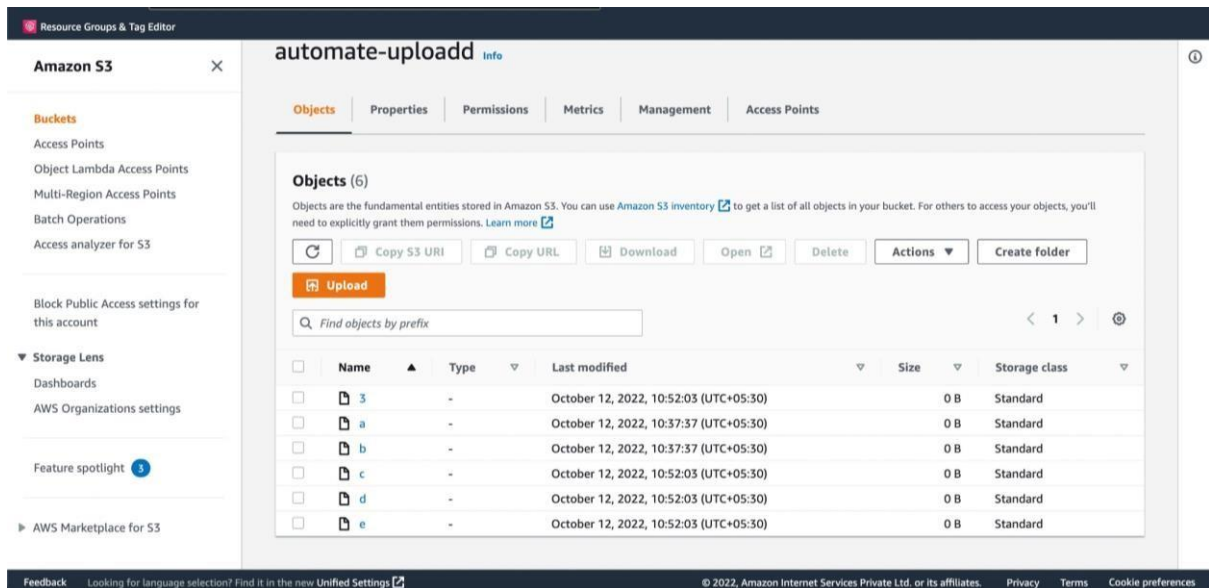 Resource Groups & Tag Editor
Amazon S3
Buckets
Access Points
Object Lambda Access Points
Multi-Region Access Points
Batch Operations
Access analyzer for S3
Block Public Access settings for
this account
Storage Lens
Dashboards
AWS Organizations settings
Feature spotlight 3
AWS Marketplace for S3
automate-uploadd Info
Objects Properties Permissions Metrics Management Access Points
Objects (6)
Objects are the fundamental entities stored in Amazon S3. You can use Amazon S3 inventory to get a list of all objects in your bucket. For others to access your objects, you'll
need to explicitly grant them permissions. Learn more
Copy S3 URI Copy URL Download Open Delete Actions Create folder
Upload
Find objects by prefix 1
Name Type Last modified Size Storage class
3 - October 12, 2022, 10:52:03 (UTC+05:30) 0 B Standard
a - October 12, 2022, 10:37:37 (UTC+05:30) 0 B Standard
b - October 12, 2022, 10:37:37 (UTC+05:30) 0 B Standard
c - October 12, 2022, 10:52:03 (UTC+05:30) 0 B Standard
d - October 12, 2022, 10:52:03 (UTC+05:30) 0 B Standard
e - October 12, 2022, 10:52:03 (UTC+05:30) 0 B Standard
Feedback Looking for language selection? Find it in the new Unified Settings © 2022, Amazon Internet Services Private Ltd. or its affiliates. Privacy Terms Cookie preferences